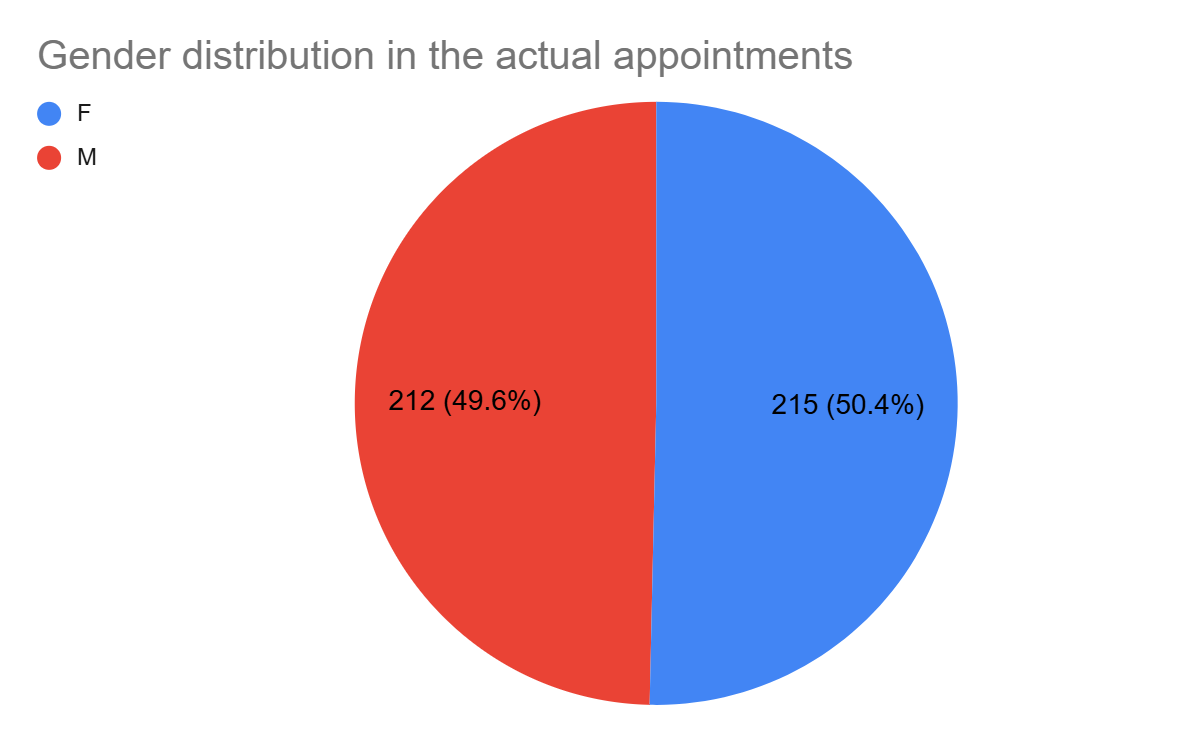 Gender distribution in the actual appointments
F
M
212 (49.6%)
215 (50.4%)